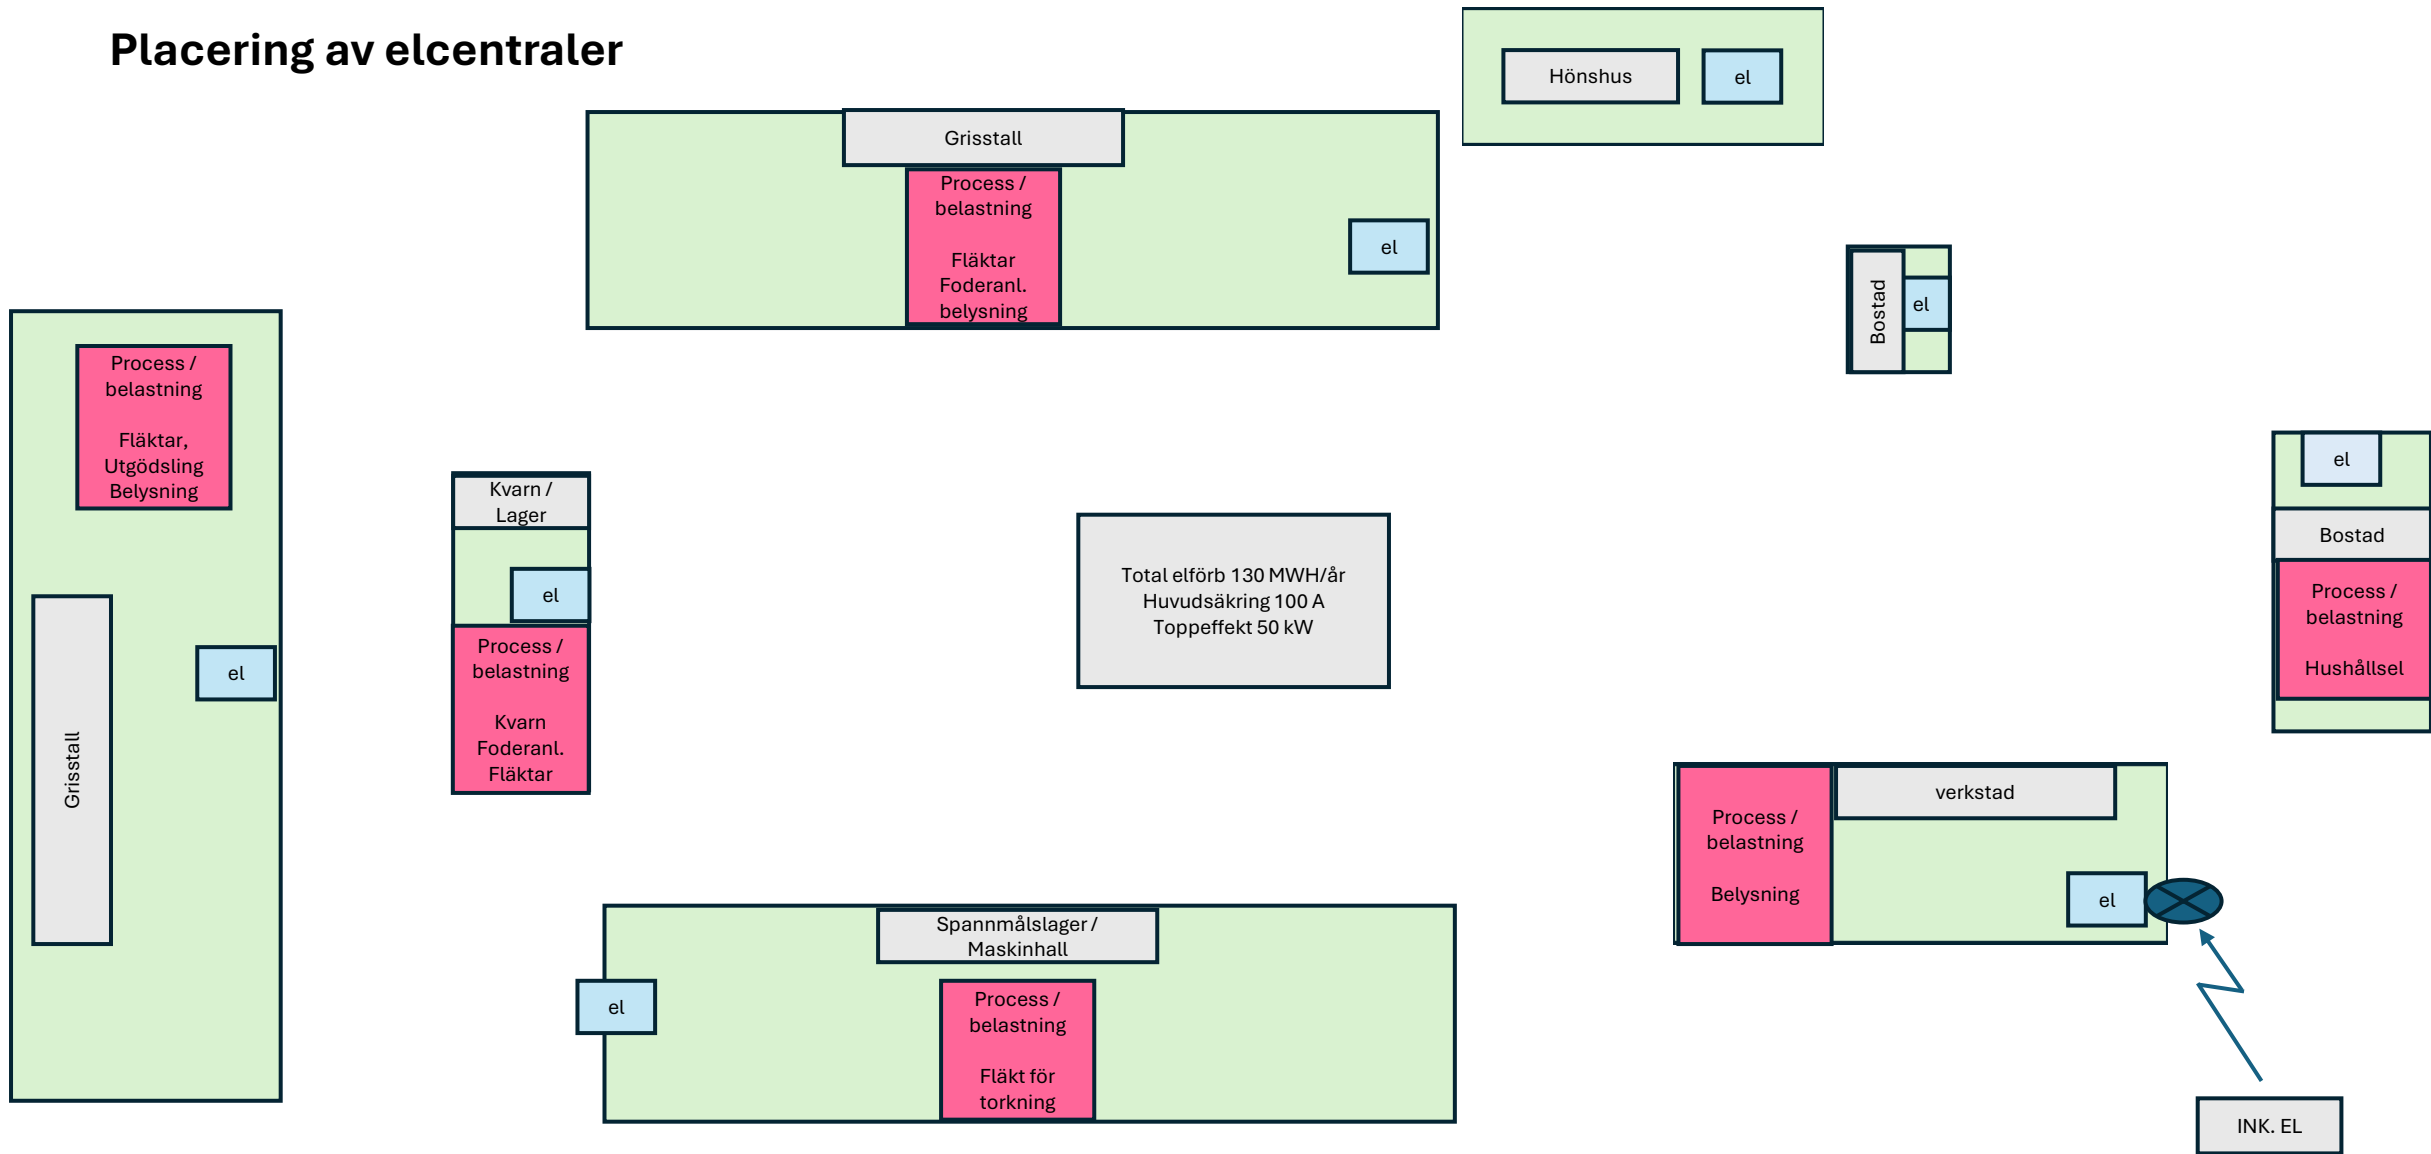 Placering av elcentraler
Hönshus
el
Grisstall
Process /
belastning
Fläktar
Foderanl.
belysning
el
Bostad
el
Process /
belastning
Fläktar,
Utgödsling
Belysning
Grisstall
el
Kvarn /
Lager
el
Process /
belastning
Kvarn
Foderanl.
Fläktar
Total elförb 130 MWH/år
Huvudsäkring 100 A
Toppeffekt 50 kW
el
Bostad
Process /
belastning
Hushållsel
Process /
belastning
Belysning
verkstad
el
Spannmålslager /
Maskinhall
el
Process /
belastning
Fläkt för
torkning
INK. EL